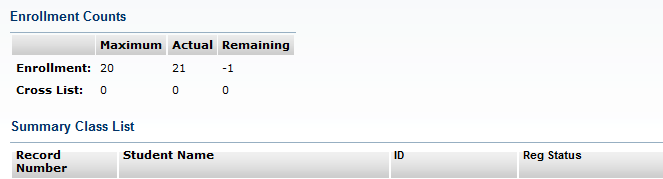 Enrollment Counts
Maximum Actual Remaining
Enrollment: 20 21 -1
Cross List: 0 0 0
Summary Class List
Record Number Student Name ID Reg Status